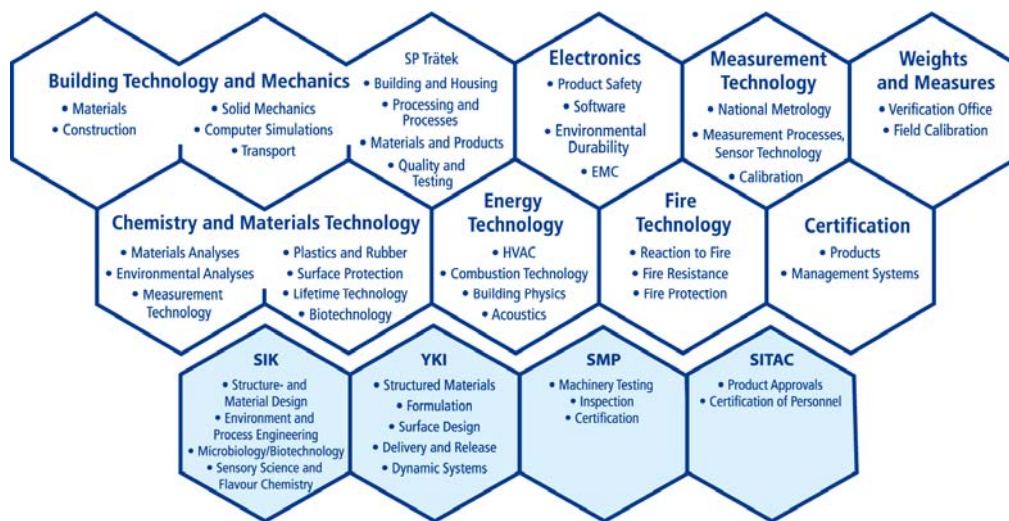 Building Technology and Mechanics
• Materials
• Construction
• Solid Mechanics
• Computer Simulations
• Transport
SP Trätek
• Building and Housing
• Processing and
Processes
• Materials and Products
• Quality and
Testing
Electronics
• Product Safety
• Software
• Environmental
Durability
• EMC
Measurement
Technology
• National Metrology
• Measurement Processes,
Sensor Technology
• Calibration
Weights
and Measures
• Verification Office
• Field Calibration
Chemistry and Materials Technology
• Materials Analyses
• Environmental Analyses
• Measurement
Technology
• Plastics and Rubber
• Surface Protection
• Lifetime Technology
• Biotechnology
Energy
Technology
• HVAC
• Combustion Technology
• Building Physics
• Acoustics
Fire
Technology
• Reaction to Fire
• Fire Resistance
• Fire Protection
Certification
• Products
• Management Systems
SIK
• Structure- and
Material Design
• Environment and
Process Engineering
• Microbiology/Biotechnology
• Sensory Science and
Flavour Chemistry
YKI
• Structured Materials
• Formulation
• Surface Design
• Delivery and Release
• Dynamic Systems
SMP
• Machinery Testing
• Inspection
• Certification
SITAC
• Product Approvals
• Certification of Personnel